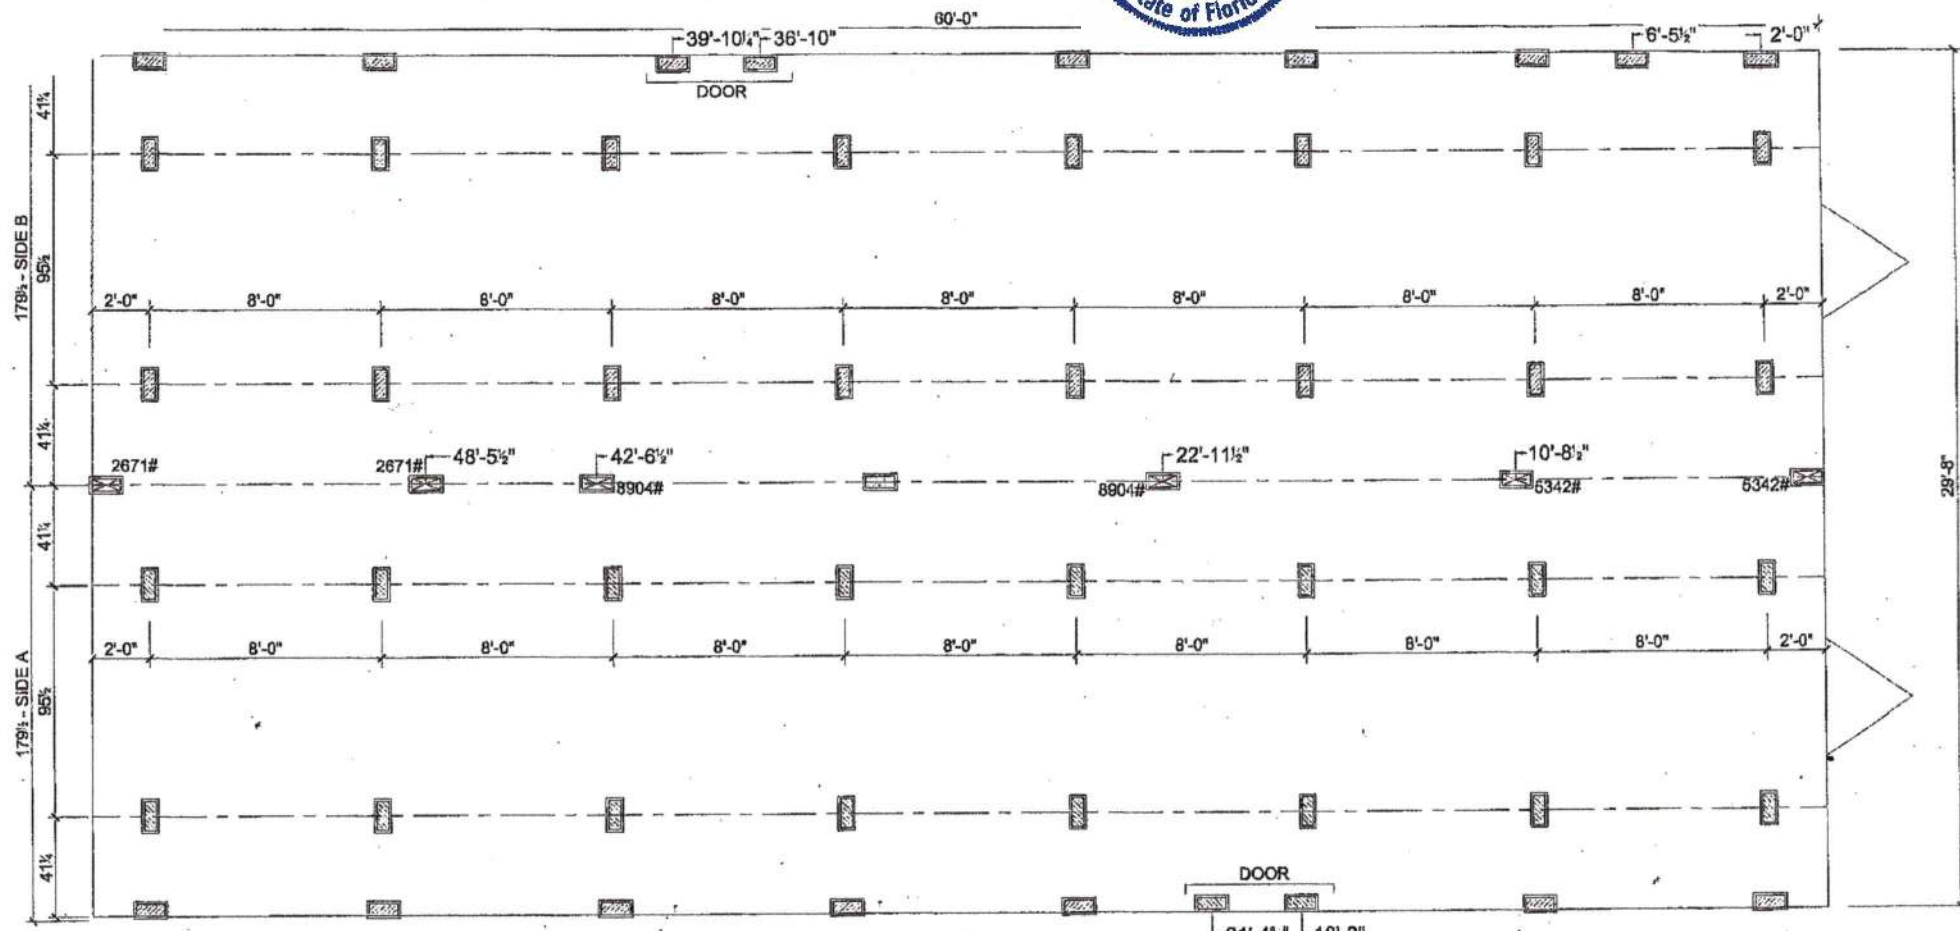 State of Florid
60'-0"
39'-10¼" 36'-10"
6'-5½" 2'-0"
DOOR
41¼
179½ - SIDE B
95½
2'-0" 8'-0" 8'-0" 8'-0" 8'-0" 8'-0" 8'-0" 8'-0" 2'-0"
41¼
2671# 2671# 48'-5½" 42'-6½" 8904# 8904# 22'-11½" 10'-8½" 5342# 5342#
29'-8"
41¼
2'-0" 8'-0" 8'-0" 8'-0" 8'-0" 8'-0" 8'-0" 8'-0" 2'-0"
179½ - SIDE A
95½
41¼
DOOR